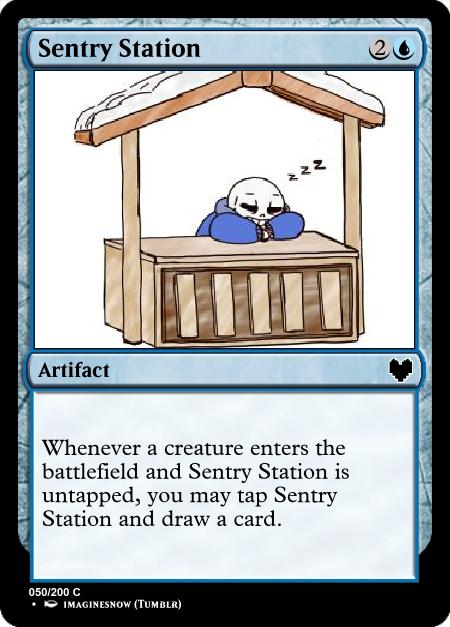 Sentry Station 2
z z z
Artifact
Whenever a creature enters the
battlefield and Sentry Station is
untapped, you may tap Sentry
Station and draw a card.
050/200 C
• IMAGINESNOW (TUMBLR)